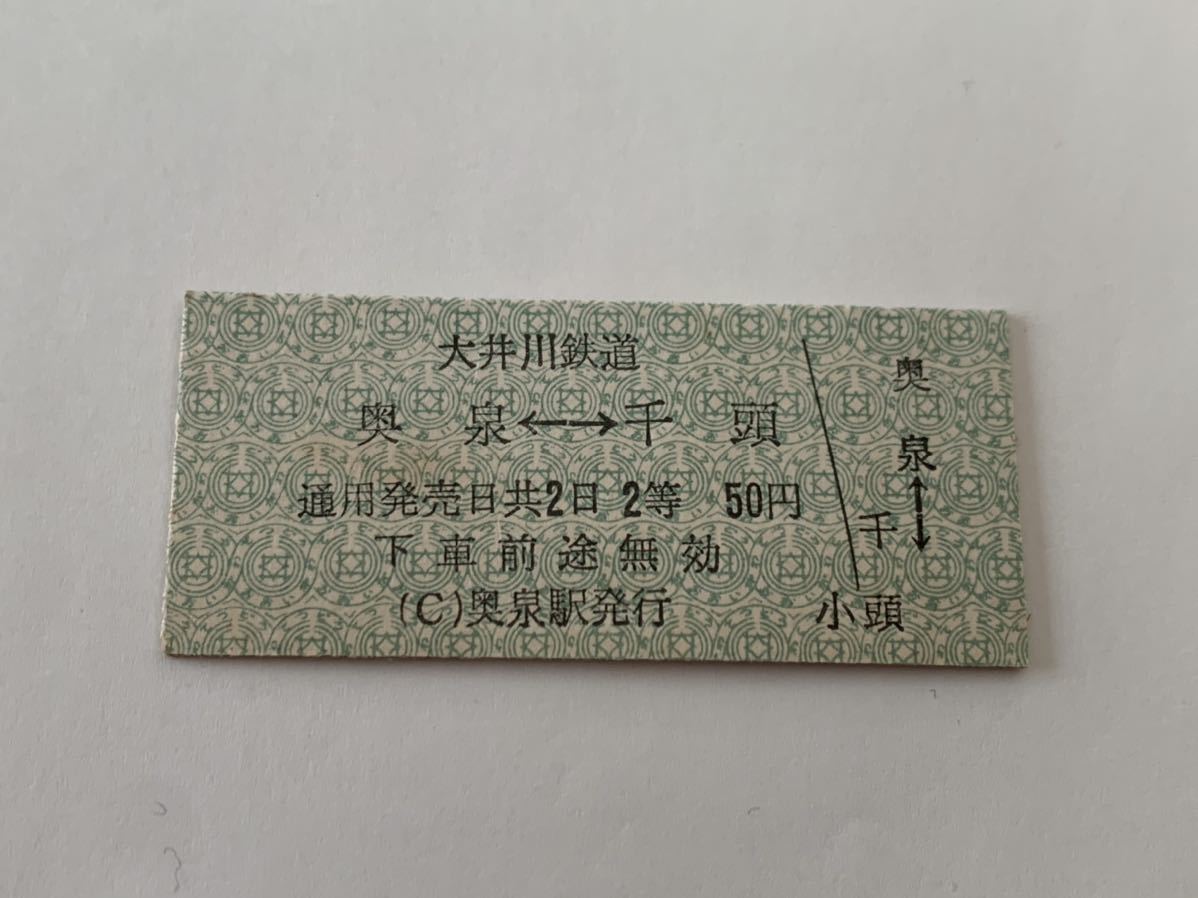 大井川鉄道
奥泉←→千頭
通用発売日共2日 2等 50円
下車前途無効
(C)奥泉駅発行
奥泉
↑↓
千頭
小